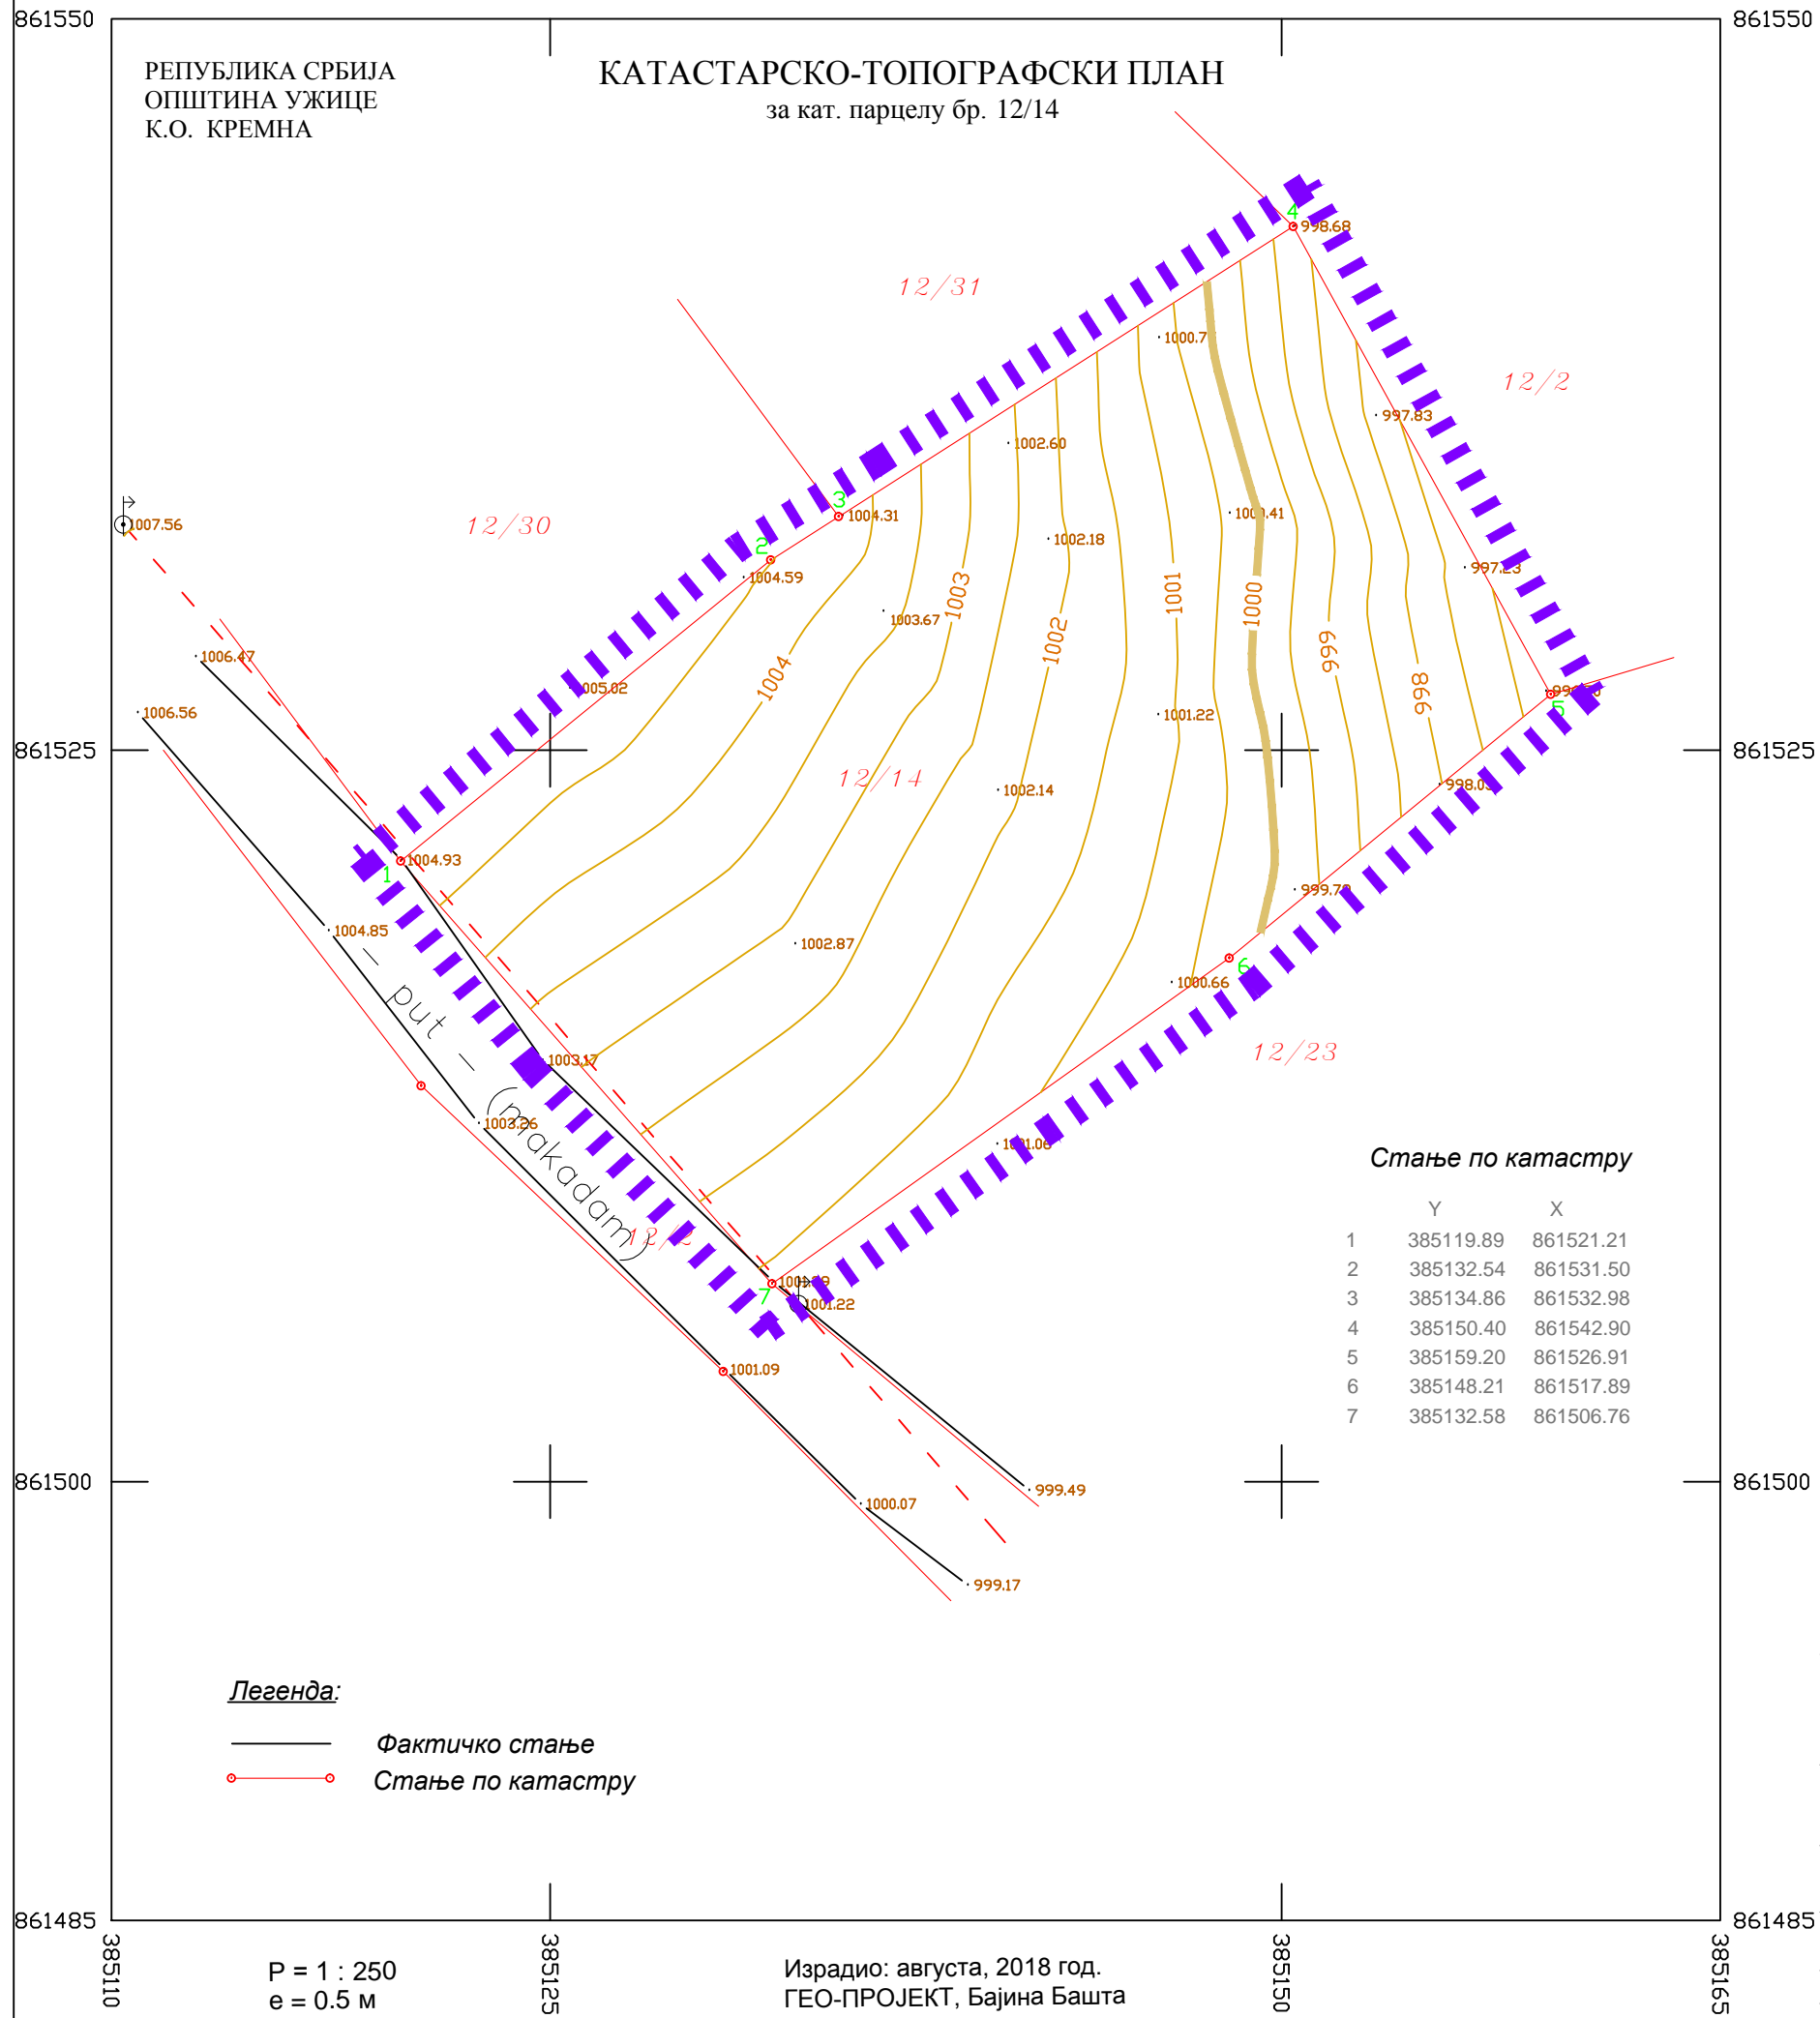 861550
861550
РЕПУБЛИКА СРБИЈА
ОПШТИНА УЖИЦЕ
К.О. КРЕМНА
КАТАСТАРСКО-ТОПОГРАФСКИ ПЛАН
за кат. парцелу бр. 12/14
4
998.68
12/31
1000.7
12/2
997.83
1002.60
3
1004.31
12/30
1007.56
1002.18
2
1004.59
997.23
1003.67
1003
1002
1001
1000
999
998
1004
1006.47
1005.02
1006.56
1001.22
5
861525
861525
12/14
1002.14
998.0
1004.93
1
999.79
1004.85
1002.87
6
1000.66
put
(makadam)
1003.17
12/23
1003.26
1001.06
12/2
7
1001.22
1001.09
Стање по катастру
Y X
1 385119.89 861521.21
2 385132.54 861531.50
3 385134.86 861532.98
4 385150.40 861542.90
5 385159.20 861526.91
6 385148.21 861517.89
7 385132.58 861506.76
861500
861500
999.49
1000.07
999.17
Легенда:
Фактичко стање
Стање по катастру
861485
861485
385110
385125
385150
385165
Р = 1 : 250
е = 0.5 м
Израдио: августа, 2018 год.
ГЕО-ПРОЈЕКТ, Бајина Башта